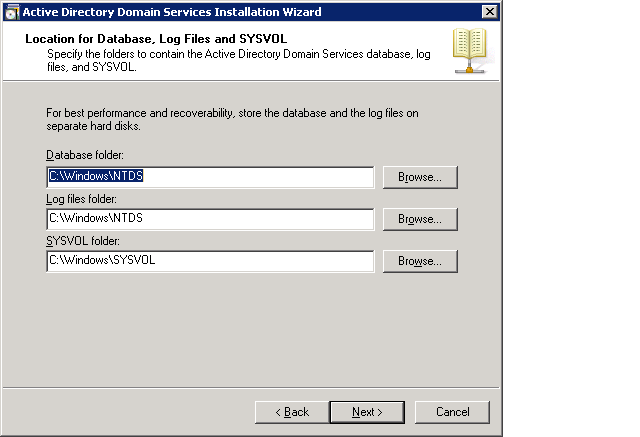 Active Directory Domain Services Installation Wizard
Location for Database, Log Files and SYSVOL
Specify the folders to contain the Active Directory Domain Services database, log
files, and SYSVOL.
For best performance and recoverability, store the database and the log files on
separate hard disks.
Database folder:
C:\Windows\NTDS
Browse...
Log files folder:
C:\Windows\NTDS
Browse...
SYSVOL folder:
C:\Windows\SYSVOL
Browse...
< Back
Next >
Cancel